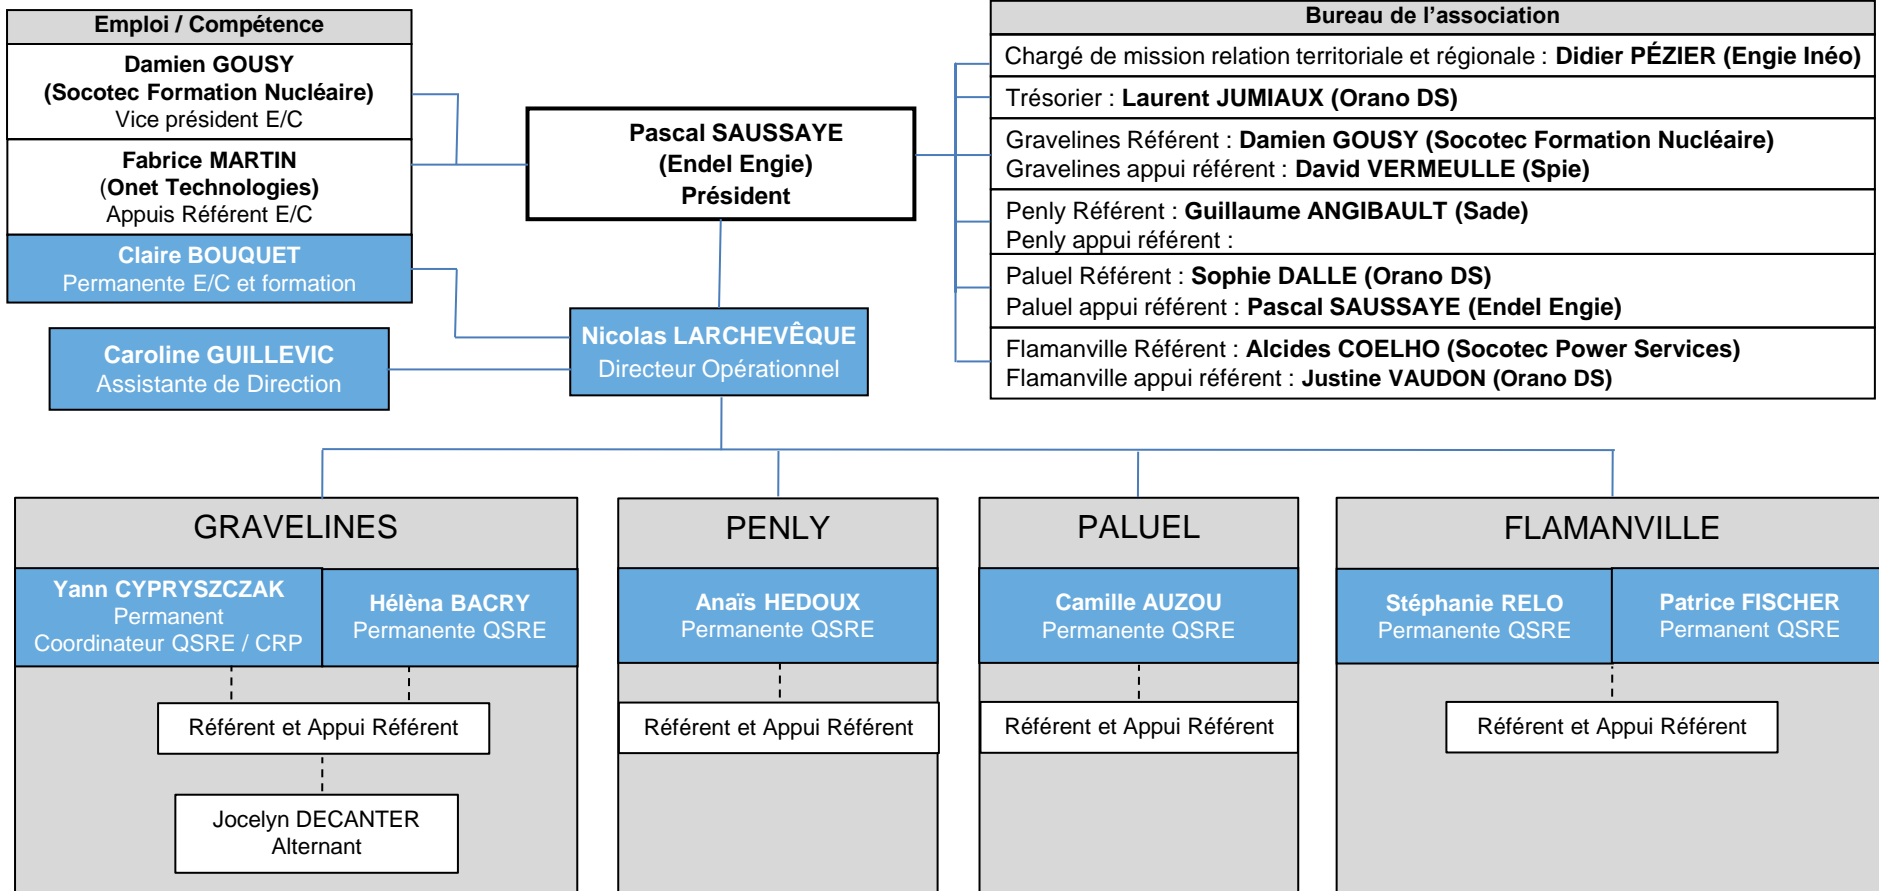 Emploi / Compétence
Damien GOUSY
(Socotec Formation Nucléaire)
Vice président E/C
Fabrice MARTIN
(Onet Technologies)
Appuis Référent E/C
Claire BOUQUET
Permanente E/C et formation
Caroline GUILLEVIC
Assistante de Direction
Pascal SAUSSAYE
(Endel Engie)
Président
Nicolas LARCHEVÊQUE
Directeur Opérationnel
Bureau de l’association
Chargé de mission relation territoriale et régionale : Didier PÉZIER (Engie Inéo)
Trésorier : Laurent JUMIAUX (Orano DS)
Gravelines Référent : Damien GOUSY (Socotec Formation Nucléaire)
Gravelines appui référent : David VERMEULLE (Spie)
Penly Référent : Guillaume ANGIBAULT (Sade)
Penly appui référent :
Paluel Référent : Sophie DALLE (Orano DS)
Paluel appui référent : Pascal SAUSSAYE (Endel Engie)
Flamanville Référent : Alcides COELHO (Socotec Power Services)
Flamanville appui référent : Justine VAUDON (Orano DS)
GRAVELINES
Yann CYPRYSZCZAK
Permanent
Coordinateur QSRE / CRP
Hélèna BACRY
Permanente QSRE
Référent et Appui Référent
Jocelyn DECANTER
Alternant
PENLY
Anaïs HEDOUX
Permanente QSRE
Référent et Appui Référent
PALUEL
Camille AUZOU
Permanente QSRE
Référent et Appui Référent
FLAMANVILLE
Stéphanie RELO
Permanente QSRE
Patrice FISCHER
Permanent QSRE
Référent et Appui Référent